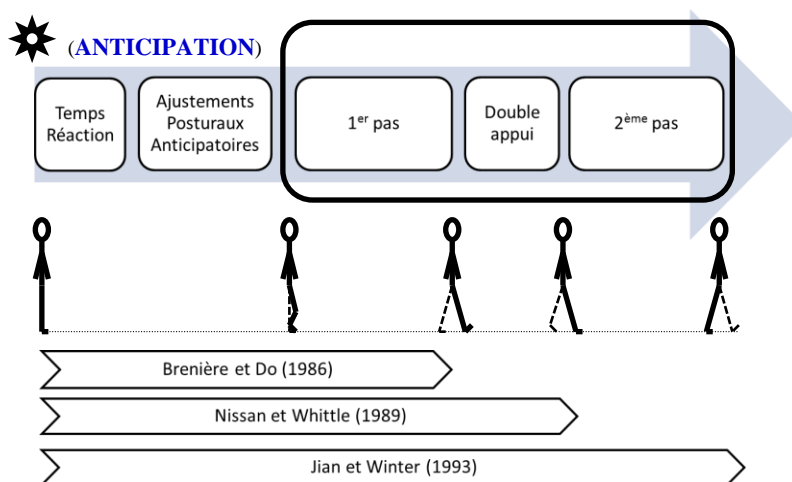 (ANTICIPATION)
Temps
Réaction
Ajustements
Posturaux
Anticipatoires
1er pas
Double
appui
2ème pas
Brenière et Do (1986)
Nissan et Whittle (1989)
Jian et Winter (1993)